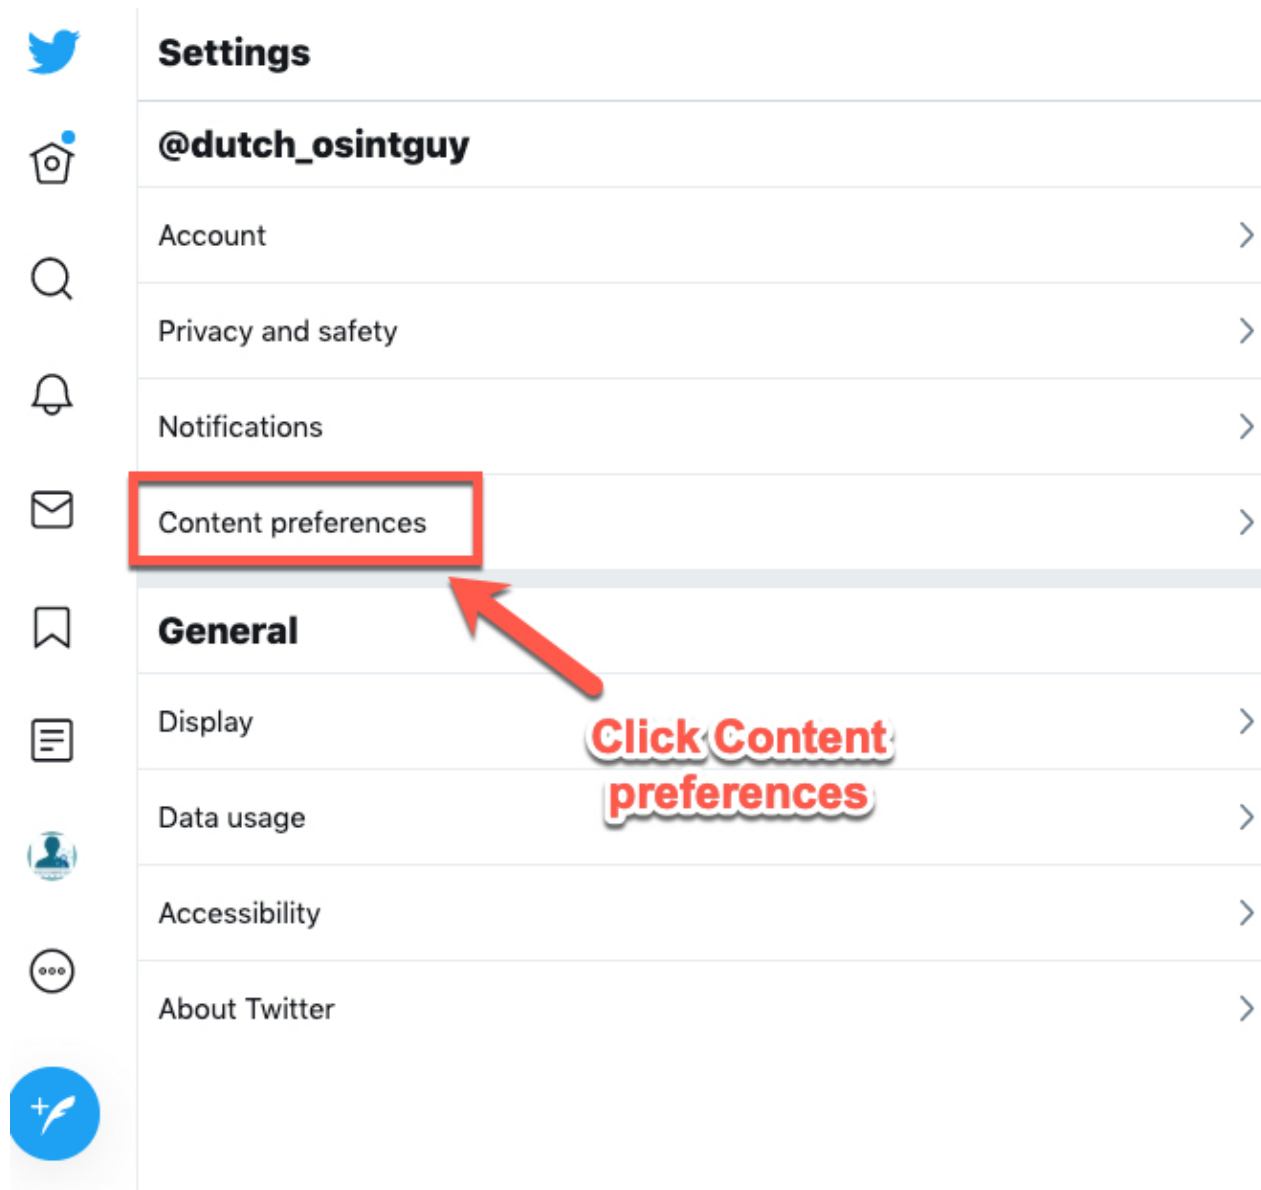 Settings
@dutch_osintguy
Account
Privacy and safety
Notifications
Content preferences
General
Display
Click Content
preferences
Data usage
Accessibility
About Twitter